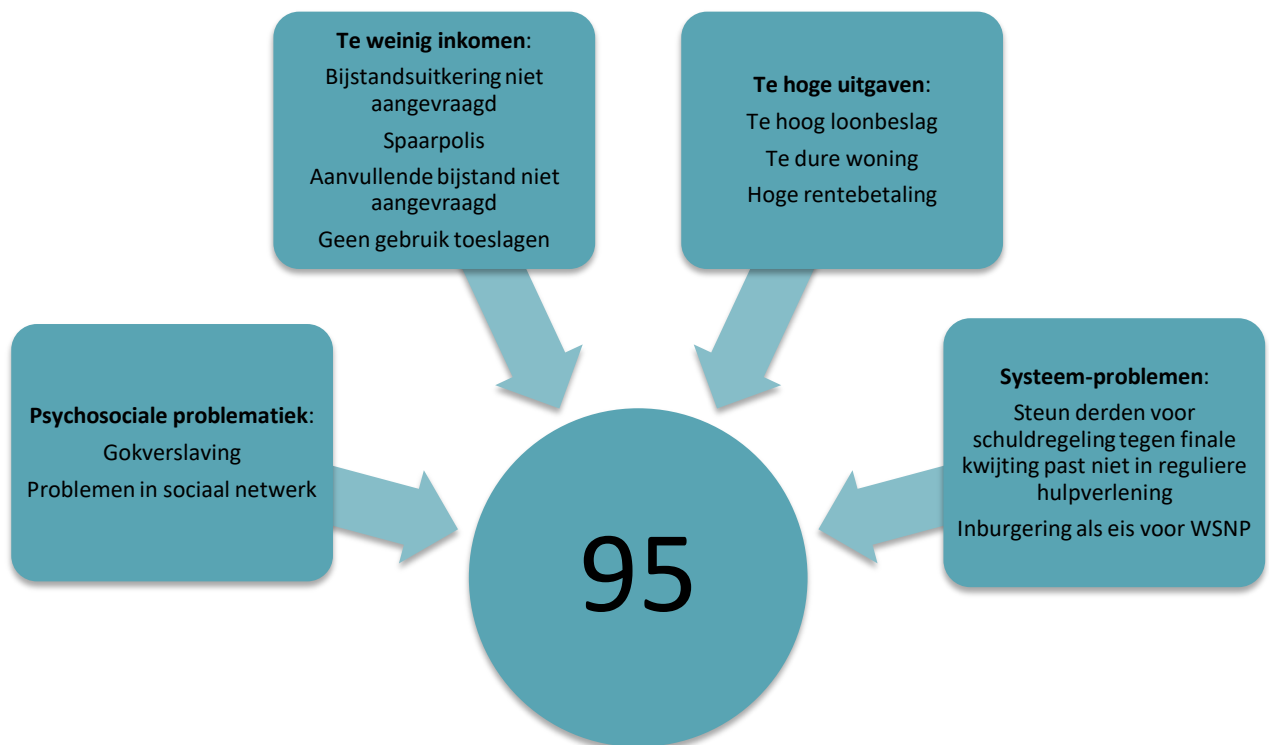 Te weinig inkomen:
Bijstandsuitkering niet
aangevraagd
Spaarpolis
Aanvullende bijstand niet
aangevraagd
Geen gebruik toeslagen
Te hoge uitgaven:
Te hoog loonbeslag
Te dure woning
Hoge rentebetaling
Psychosociale problematiek:
Gokverslaving
Problemen in sociaal netwerk
Systeem-problemen:
Steun derden voor
schuldregeling tegen finale
kwijting past niet in reguliere
hulpverlening
Inburgering als eis voor WSNP
95